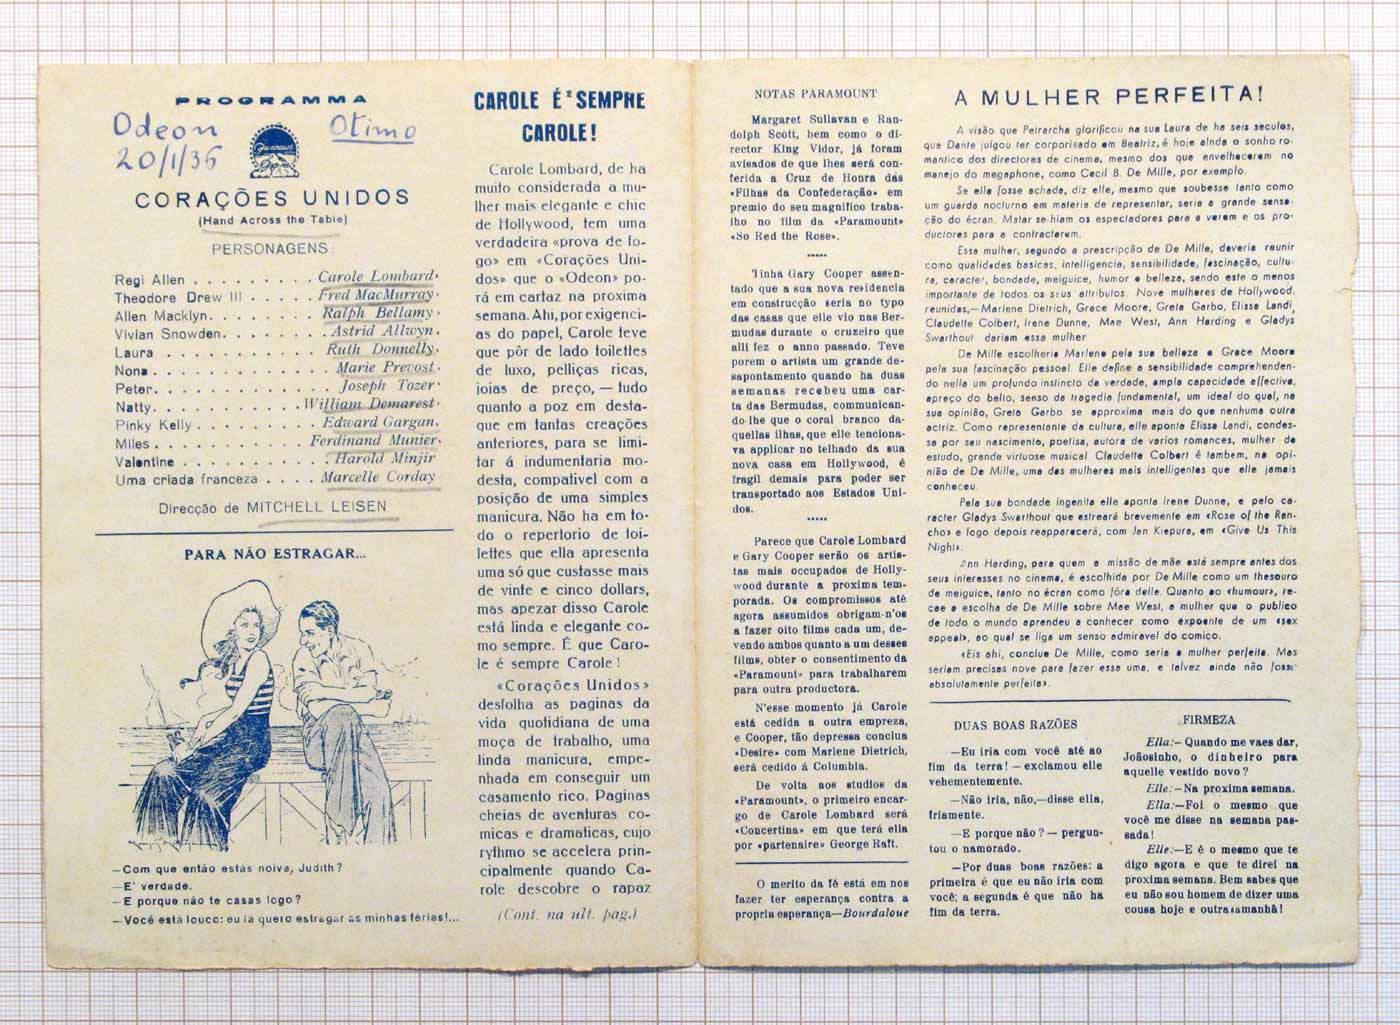 PROGRAMMA
Odeon
Otimo
20/1/36
Paramount
CORAÇÕES UNIDOS
(Hand Across the Table)
PERSONAGENS:
Regi Allen . . . . . . . . . Carole Lombard.
Theodore Drew III . . . . . Fred MacMurray.
Allen Macklyn. . . . . . . Ralph Bellamy.
Vivian Snowden. . . . . . . Astrid Allwyn.
Laura . . . . . . . . . . . Ruth Donnelly.
Nona. . . . . . . . . . . . Marie Prevost.
Peter. . . . . . . . . . . . Joseph Tozer.
Natty. . . . . . . . . . William Demarest.
Pinky Kelly . . . . . . . . Edward Gargan.
Miles. . . . . . . . . . Ferdinand Munier.
Valentine . . . . . . . . . . Harold Minjir
Uma criada franceza . . . . Marcelle Corday
Direcção de MITCHELL LEISEN
PARA NÃO ESTRAGAR...
—Com que então estás noiva, Judith?
—E' verdade.
—E porque não te casas logo?
—Você está louco: eu lá quero estragar as minhas férias!...
CAROLE É SEMPRE
CAROLE!
Carole Lombard, de ha
muito considerada a mu-
lher mais elegante e chic
de Hollywood, tem uma
verdadeira «prova de fo-
go» em «Corações Uni-
dos» que o «Odeon» po-
rá em cartaz na proxima
semana. Ahi, por exigenci-
as do papel, Carole teve
que pôr de lado toilettes
de luxo, pelliças ricas,
joias de preço, — tudo
quanto a poz em desta-
que em tantas creações
anteriores, para se limi-
tar á indumentaria mo-
desta, compativel com a
posição de uma simples
manicura. Não ha em to-
do o repertorio de toi-
lettes que ella apresenta
uma só que custasse mais
de vinte e cinco dollars,
mas apezar disso Carole
está linda e elegante co-
mo sempre. É que Caro-
le é sempre Carole!
«Corações Unidos»
desfolha as paginas da
vida quotidiana de uma
moça de trabalho, uma
linda manicura, empe-
nhada em conseguir um
casamento rico. Paginas
cheias de aventuras co-
micas e dramaticas, cujo
rythmo se accelera prin-
cipalmente quando Ca-
role descobre o rapaz
(Cont. na ult. pag.)
NOTAS PARAMOUNT
Margaret Sullavan e Ran-
dolph Scott, bem como o di-
rector King Vidor, já foram
avisados de que lhes será con-
ferida a Cruz de Honra das
«Filhas da Confederação» em
premio do seu magnifico traba-
lho no film da «Paramount»
«So Red the Rose».
*****
Tinha Gary Cooper assen-
tado que a sua nova residencia
em construcção seria no typo
das casas que elle vio nas Ber-
mudas durante o cruzeiro que
alli fez o anno passado. Teve
porem o artista um grande de-
sapontamento quando ha duas
semanas recebeu uma car-
ta das Bermudas, communican-
do-lhe que o coral branco da-
quellas ilhas, que elle tenciona-
va applicar no telhado da sua
nova casa em Hollywood, é
fragil demais para poder ser
transportado aos Estados Uni-
dos.
*****
Parece que Carole Lombard
e Gary Cooper serão os artis-
tas mais occupados de Holly-
wood durante a proxima tem-
porada. Os compromissos até
agora assumidos obrigam-n'os
a fazer oito films cada um, de-
vendo ambos quanto a um desses
films, obter o consentimento da
«Paramount» para trabalharem
para outra productora.
N'esse momento já Carole
está cedida a outra empreza,
e Cooper, tão depressa conclua
«Desire» com Marlene Dietrich,
será cedido á Columbia.
De volta aos studios da
«Paramount», o primeiro encar-
go de Carole Lombard será
«Concertina» em que terá ella
por «partenaire» George Raft.
O merito da fé está em nos
fazer ter esperança contra a
propria esperança—Bourdaloue
A MULHER PERFEITA!
A visão que Petrarcha glorificou na sua Laura de ha seis seculos,
que Dante julgou ter corporisado em Beatriz, é hoje ainda o sonho ro-
mantico dos directores de cinema, mesmo dos que envelheceram no
manejo do megaphone, como Cecil B. De Mille, por exemplo.
Se ella fosse achada, diz elle, mesmo que soubesse tanto como
um guarda nocturno em materia de representar, seria a grande sensa-
ção do écran. Matar se-hiam os espectadores para a verem e os pro-
ductores para a contractarem.
Essa mulher, segundo a prescripção de De Mille, deveria reunir
como qualidades basicas, intelligencia, sensibilidade, fascinação, cultu-
ra, caracter, bondade, meiguice, humor e belleza, sendo este o menos
importante de todos os seus attributos. Nove mulheres de Hollywood,
reunidas,—Marlene Dietrich, Grace Moore, Greta Garbo, Elissa Landi,
Claudette Colbert, Irene Dunne, Mae West, Ann Harding e Gladys
Swarthout dariam essa mulher
De Mille escolheria Marlene pela sua belleza e Grace Moore
pela sua fascinação pessoal. Elle define a sensibilidade comprehenden-
do nella um profundo instincto da verdade, ampla capacidade affectiva,
apreço do bello, senso da tragedia fundamental, um ideal do qual, na
sua opinião, Greta Garbo se approxima mais do que nenhuma outra
actriz. Como representante da cultura, elle aponta Elissa Landi, condes-
sa por seu nascimento, poetisa, autora de varios romances, mulher de
estudo, grande virtuose musical Claudette Colbert é tambem, na opi-
nião de De Mille, uma das mulheres mais intelligentes que elle jamais
conheceu.
Pela sua bondade ingenita elle aponta Irene Dunne, e pelo ca-
racter Gladys Swarthout que estreará brevemente em «Rose of the Ran-
cho» e logo depois reapparecerá, com Jan Kiepura, em «Give Us This
Night».
Ann Harding, para quem a missão de mãe está sempre antes dos
seus interesses no cinema, é escolhida por De Mille como um thesouro
de meiguice, tanto no écran como fóra delle. Quanto ao «humour», re-
cae a escolha de De Mille sobre Mae West, a mulher que o publico
de todo o mundo aprendeu a conhecer como expoente de um «sex
appeal», ao qual se liga um senso admiravel do comico.
«Eis ahi, conclue De Mille, como seria a mulher perfeita. Mas
seriam precisas nove para fazer essa uma, e talvez ainda não fosse
absolutamente perfeita».
DUAS BOAS RAZÕES
—Eu iria com você até ao
fim da terra! — exclamou elle
vehementemente.
—Não iria, não,—disse ella,
friamente.
—E porque não? — pergun-
tou o namorado.
—Por duas boas razões: a
primeira é que eu não iria com
você; a segunda é que não ha
fim da terra.
FIRMEZA
Ella:— Quando me vaes dar,
Joãosinho, o dinheiro para
aquelle vestido novo?
Elle:— Na proxima semana.
Ella:—Foi o mesmo que
você me disse na semana pas-
sada!
Elle:—E é o mesmo que te
digo agora e que te direi na
proxima semana. Bem sabes que
eu não sou homem de dizer uma
cousa hoje e outra amanhã!